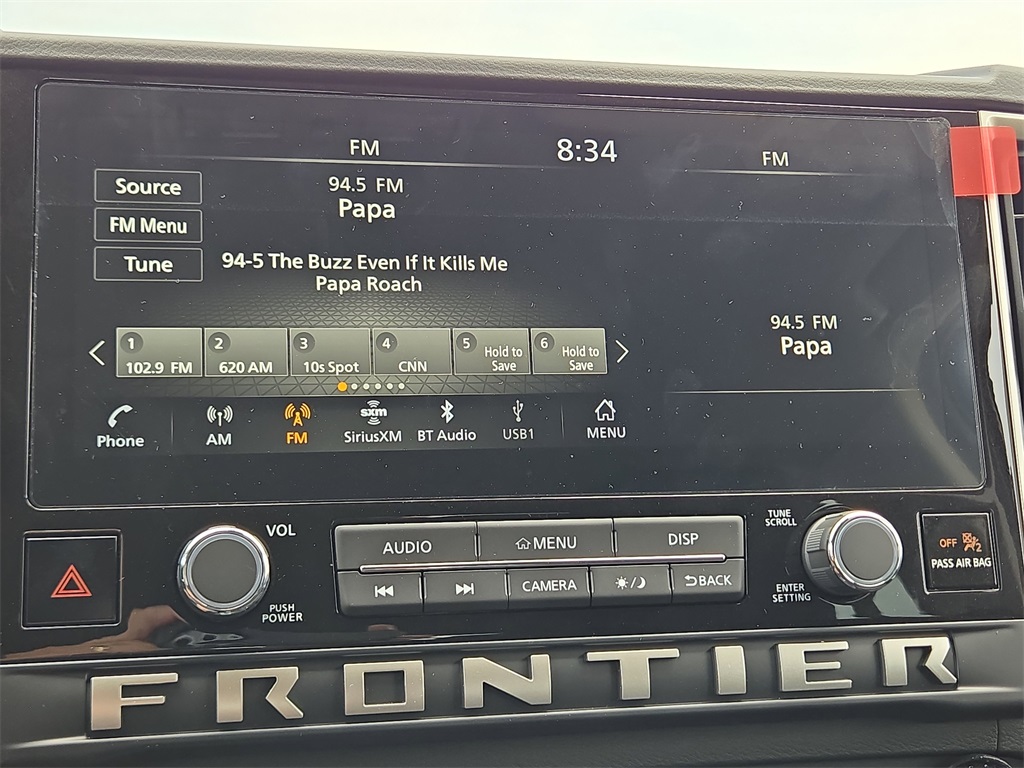 FM
8:34
FM
Source
94.5 FM
Papa
FM Menu
Tune
94-5 The Buzz Even If It Kills Me
Papa Roach
94.5 FM
Papa
1
102.9 FM
2
620 AM
3
10s Spot
4
CNN
5
Hold to
Save
6
Hold to
Save
Phone
AM
FM
sxm
SiriusXM
BT Audio
USB1
MENU
VOL
PUSH
POWER
AUDIO
MENU
DISP
CAMERA
BACK
TUNE
SCROLL
ENTER
SETTING
OFF
2
PASS AIR BAG
FRONTIER